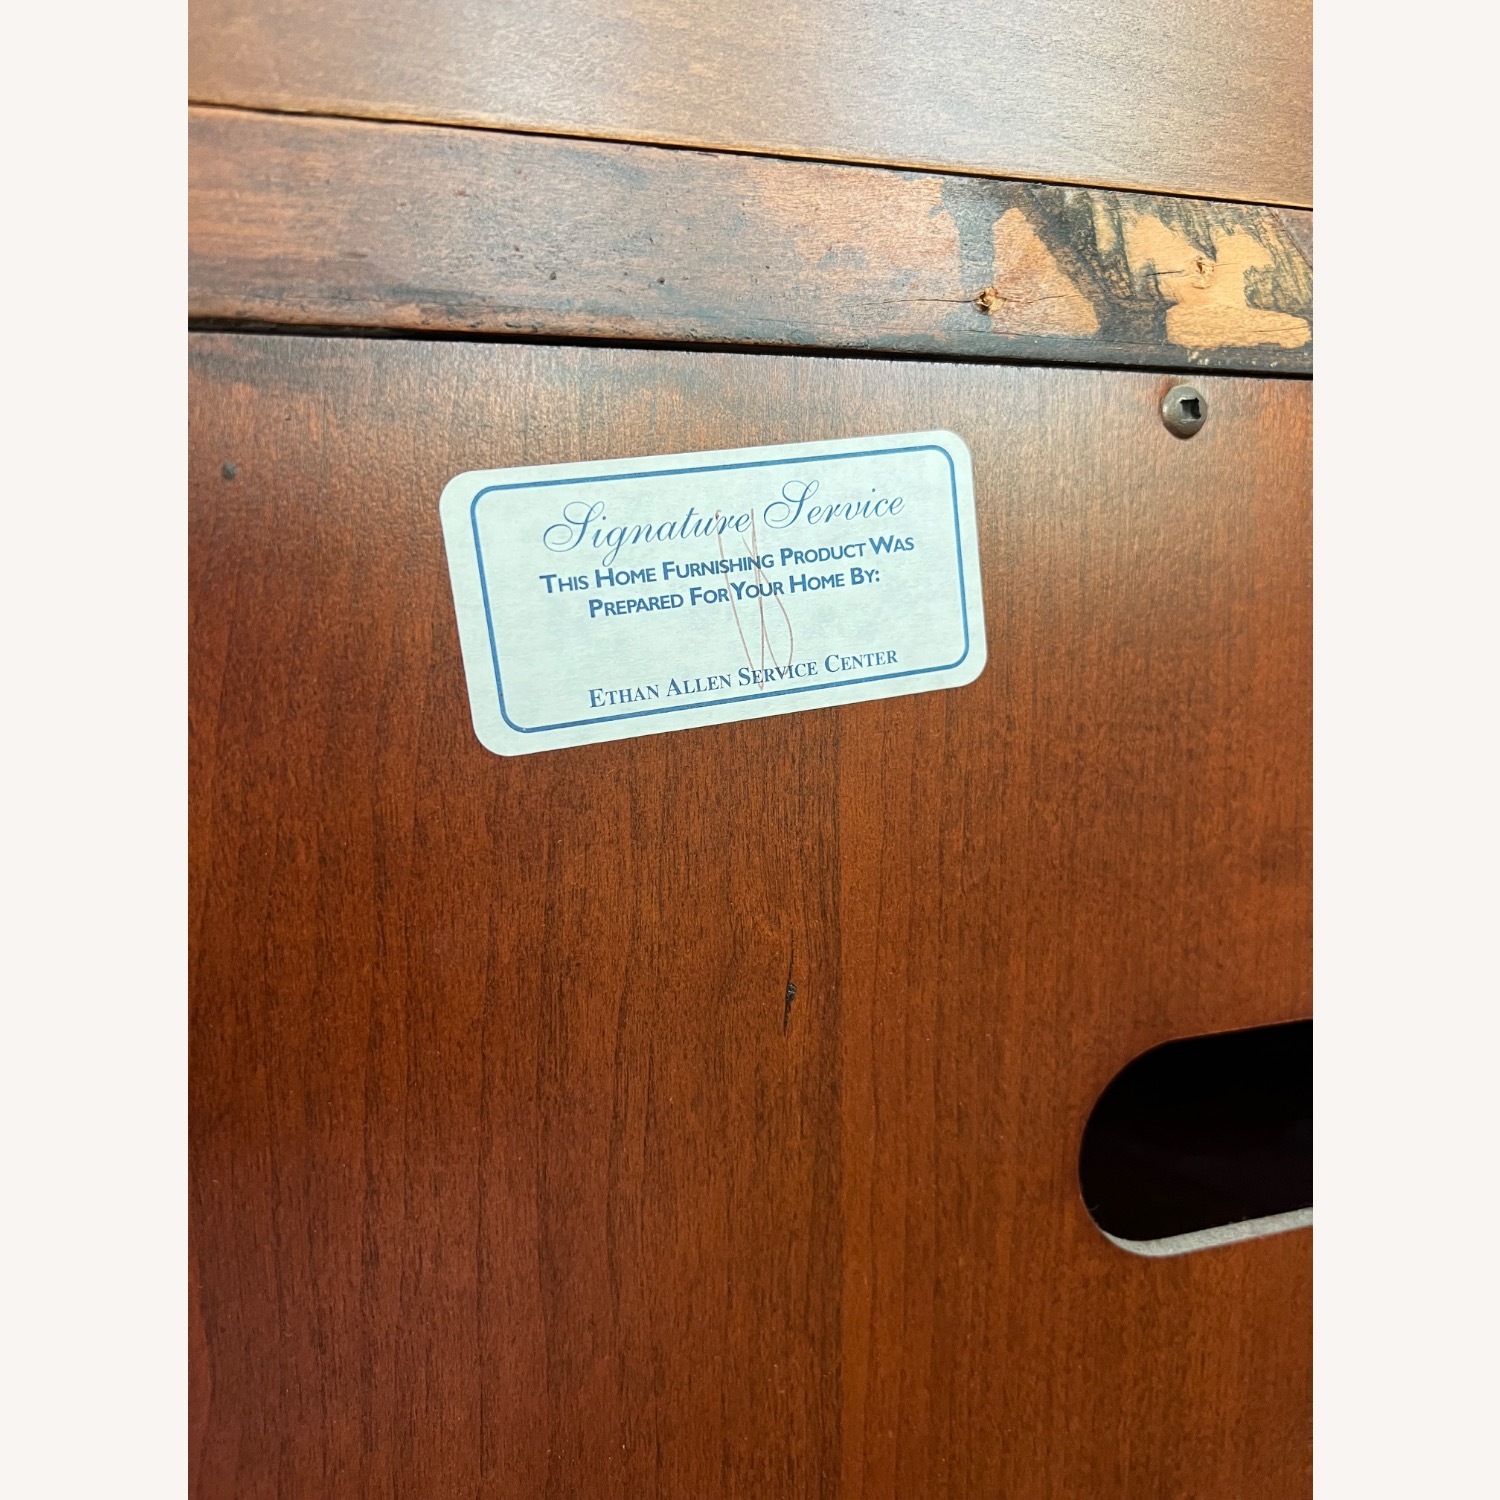 Signature Service
THIS HOME FURNISHING PRODUCT WAS
PREPARED FOR YOUR HOME BY:
ETHAN ALLEN SERVICE CENTER